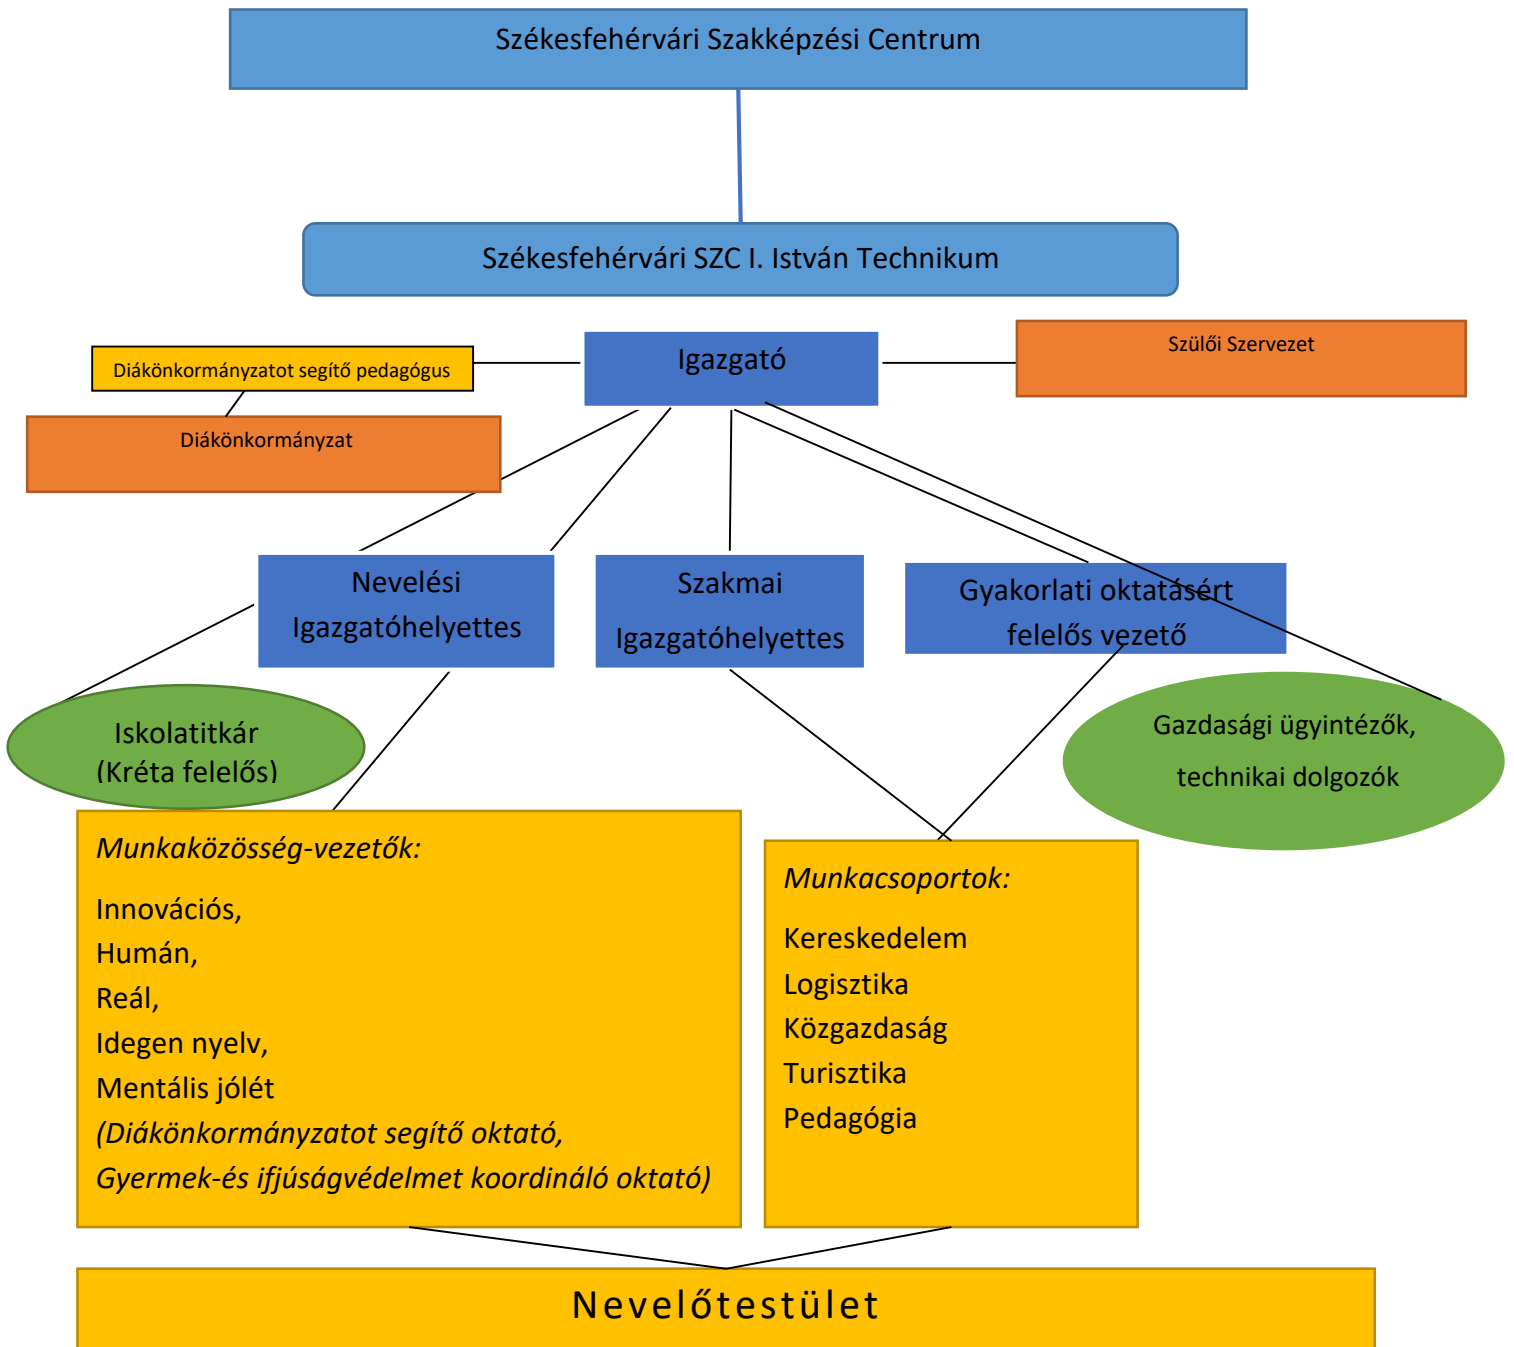 Székesfehérvári Szakképzési Centrum
Székesfehérvári SZC I. István Technikum
Diákönkormányzatot segítő pedagógus
Igazgató
Szülői Szervezet
Diákönkormányzat
Nevelési
Igazgatóhelyettes
Szakmai
Igazgatóhelyettes
Gyakorlati oktatásért
felelős vezető
Iskolatitkár
(Kréta felelős)
Gazdasági ügyintézők,
technikai dolgozók
Munkaközösség-vezetők:
Innovációs,
Humán,
Reál,
Idegen nyelv,
Mentális jólét
(Diákönkormányzatot segítő oktató,
Gyermek-és ifjúságvédelmet koordináló oktató)
Munkacsoportok:
Kereskedelem
Logisztika
Közgazdaság
Turisztika
Pedagógia
Nevelőtestület